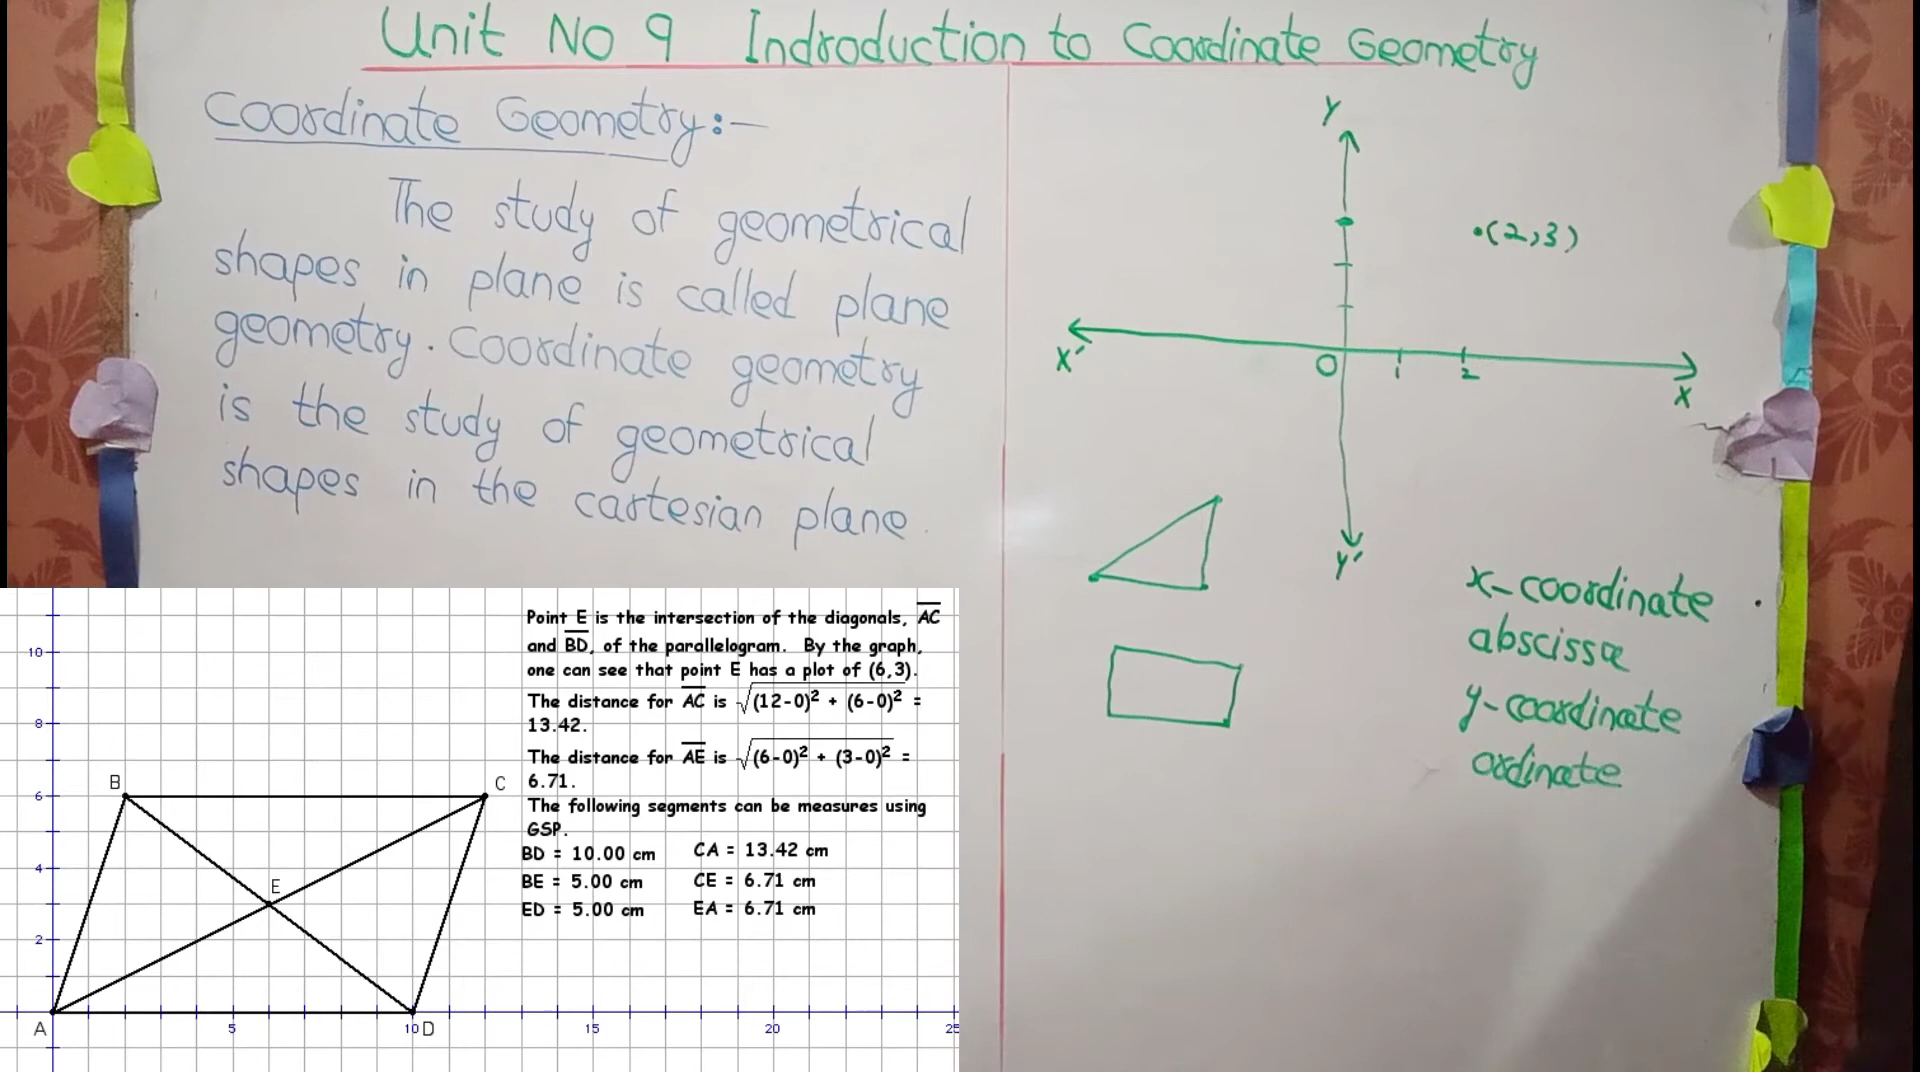 Unit No 9 Indroduction to Coordinate Geometry
Coordinate Geometry:-
The study of geometrical
shapes in plane is called plane
geometry. Coordinate geometry
is the study of geometrical
shapes in the cartesian plane.
Y
.(2,3)
X'
O
1
2
X
Y'
x-coordinate
abscissa
y-coordinate
ordinate
Point E is the intersection of the diagonals, AC
and BD, of the parallelogram. By the graph,
one can see that point E has a plot of (6,3).
The distance for AC is √(12-0)² + (6-0)² =
13.42.
The distance for AE is √(6-0)² + (3-0)² =
6.71.
The following segments can be measures using
GSP.
BD = 10.00 cm CA = 13.42 cm
BE = 5.00 cm CE = 6.71 cm
ED = 5.00 cm EA = 6.71 cm
10
8
B C
6
4
E
2
A 5 10 D 15 20 25